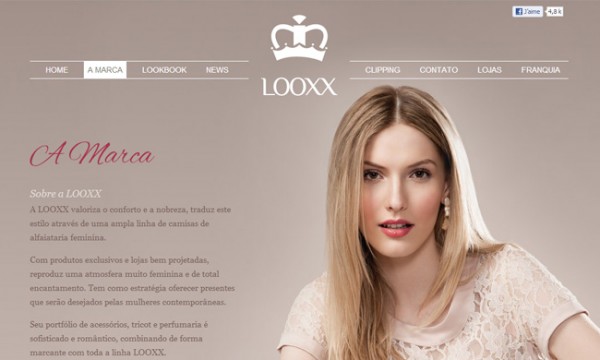 J'aime 4,8 k
HOME A MARCA LOOKBOOK NEWS
LOOXX
CLIPPING CONTATO LOJAS FRANQUIA
A Marca
Sobre a LOOXX
A LOOXX valoriza o conforto e a nobreza, traduz este
estilo através de uma ampla linha de camisas de
alfaiataria feminina.
Com produtos exclusivos e lojas bem projetadas,
reproduz uma atmosfera muito feminina e de total
encantamento. Tem como estratégia oferecer presentes
que serão desejados pelas mulheres contemporâneas.
Seu portfólio de acessórios, tricot e perfumaria é
sofisticado e romântico, combinando de forma
marcante com toda a linha LOOXX.